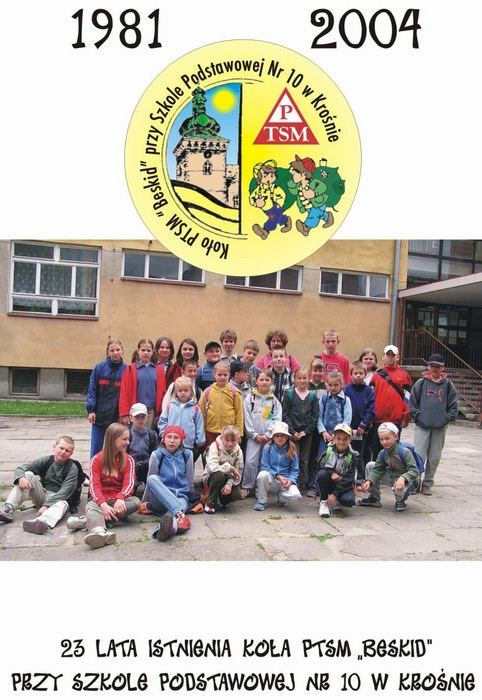 1981 2004
Koło PTSM "Beskid" przy Szkole Podstawowej Nr 10 w Krośnie
P
TSM
23 LATA ISTNIENIA KOŁA PTSM „BESKID"
PRZY SZKOLE PODSTAWOWEJ NR 10 W KROŚNIE